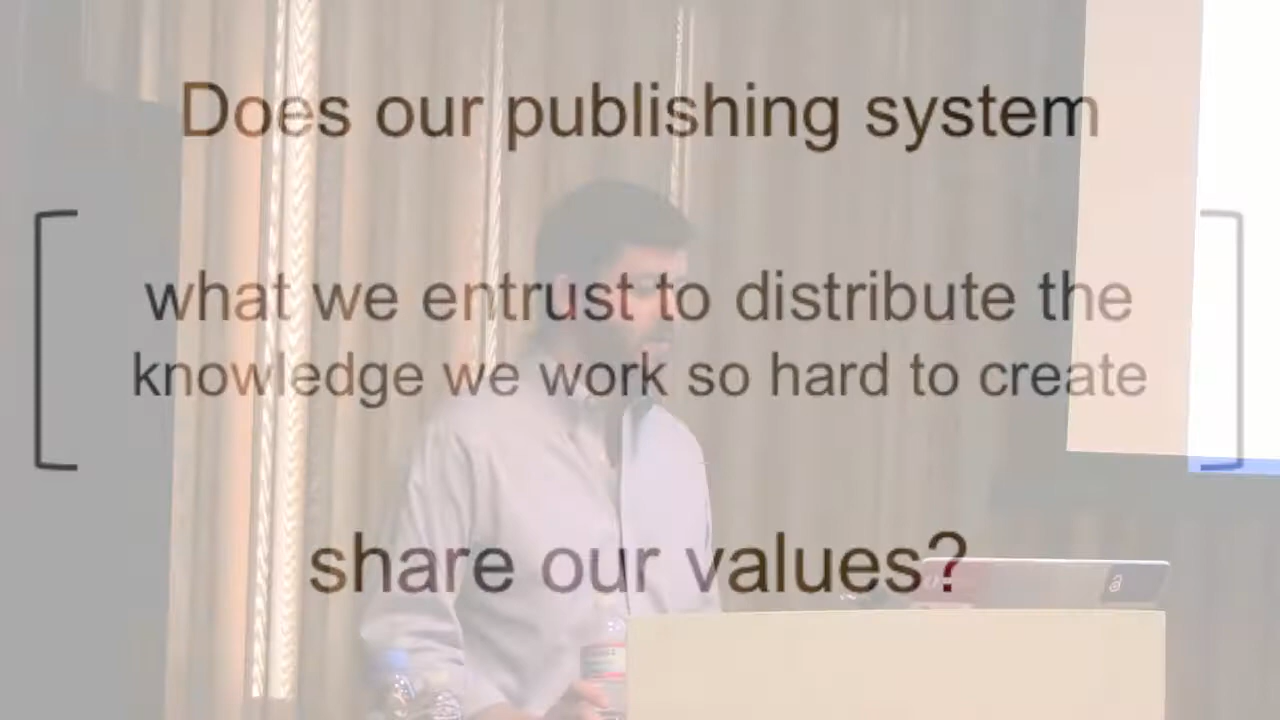 Does our publishing system
what we entrust to distribute the
knowledge we work so hard to create
share our values?